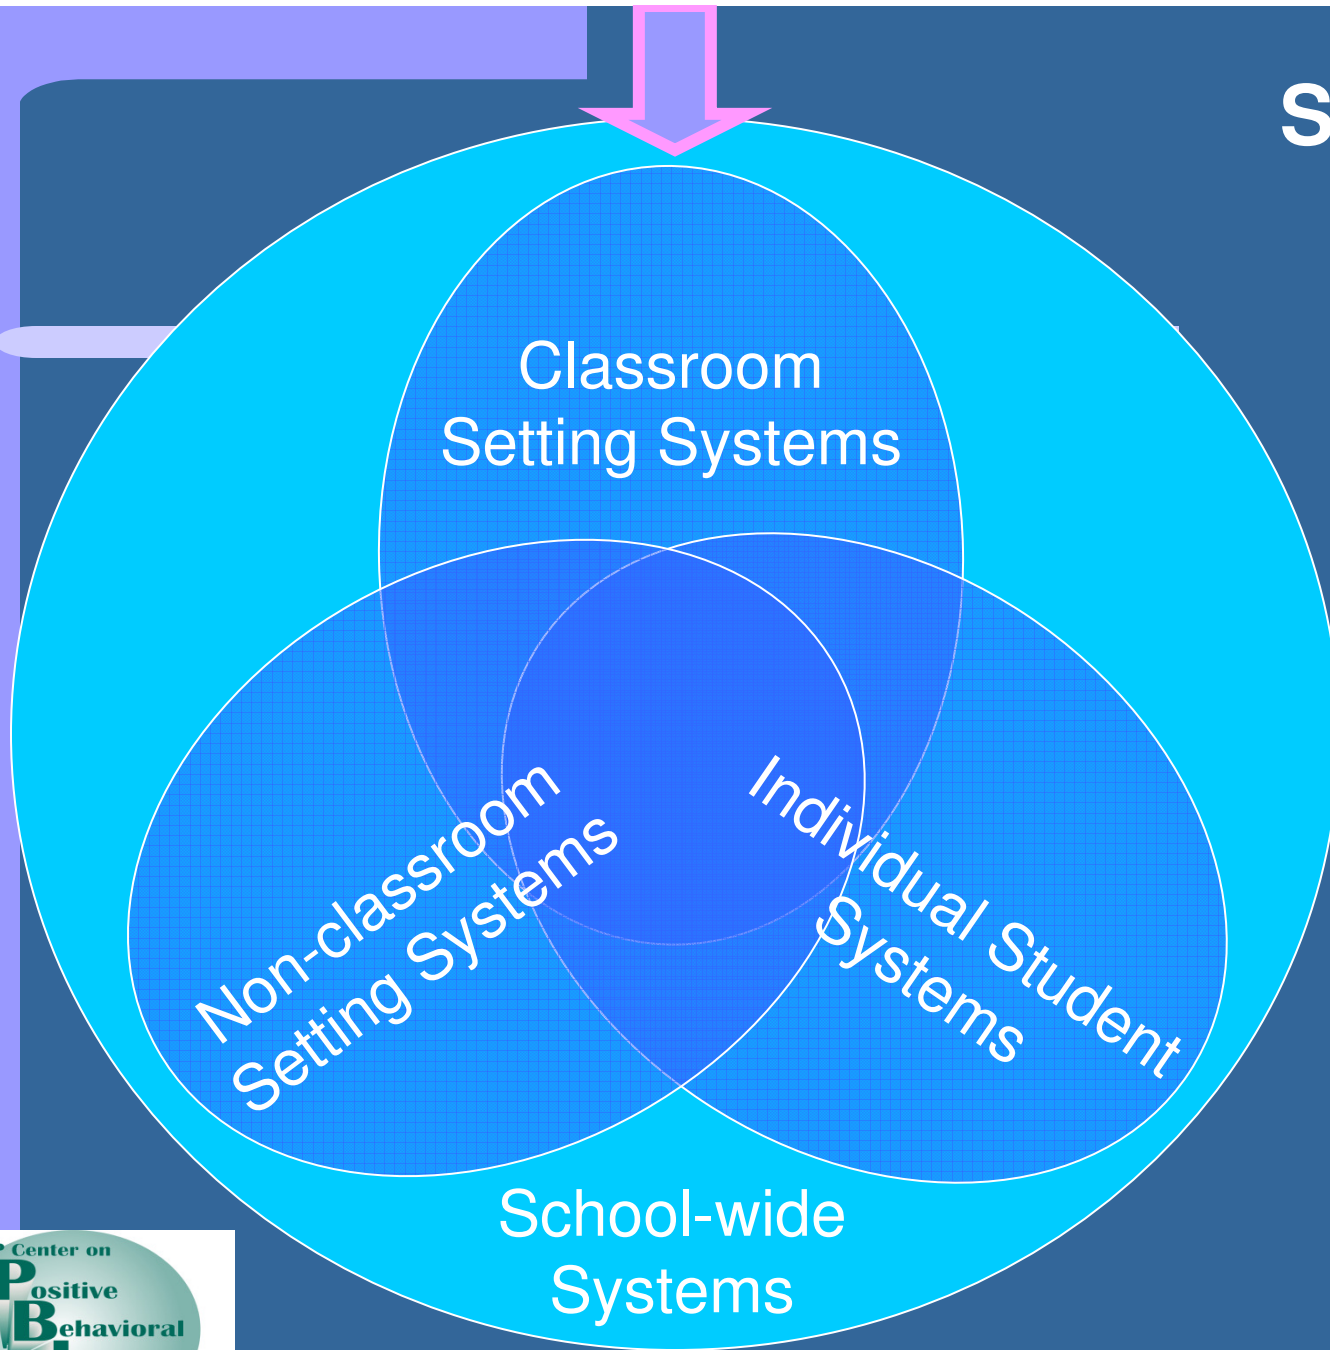 S
Classroom
Setting Systems
Non-classroom
Setting Systems
Individual Student
Systems
School-wide
Systems
Center on
Positive
Behavioral